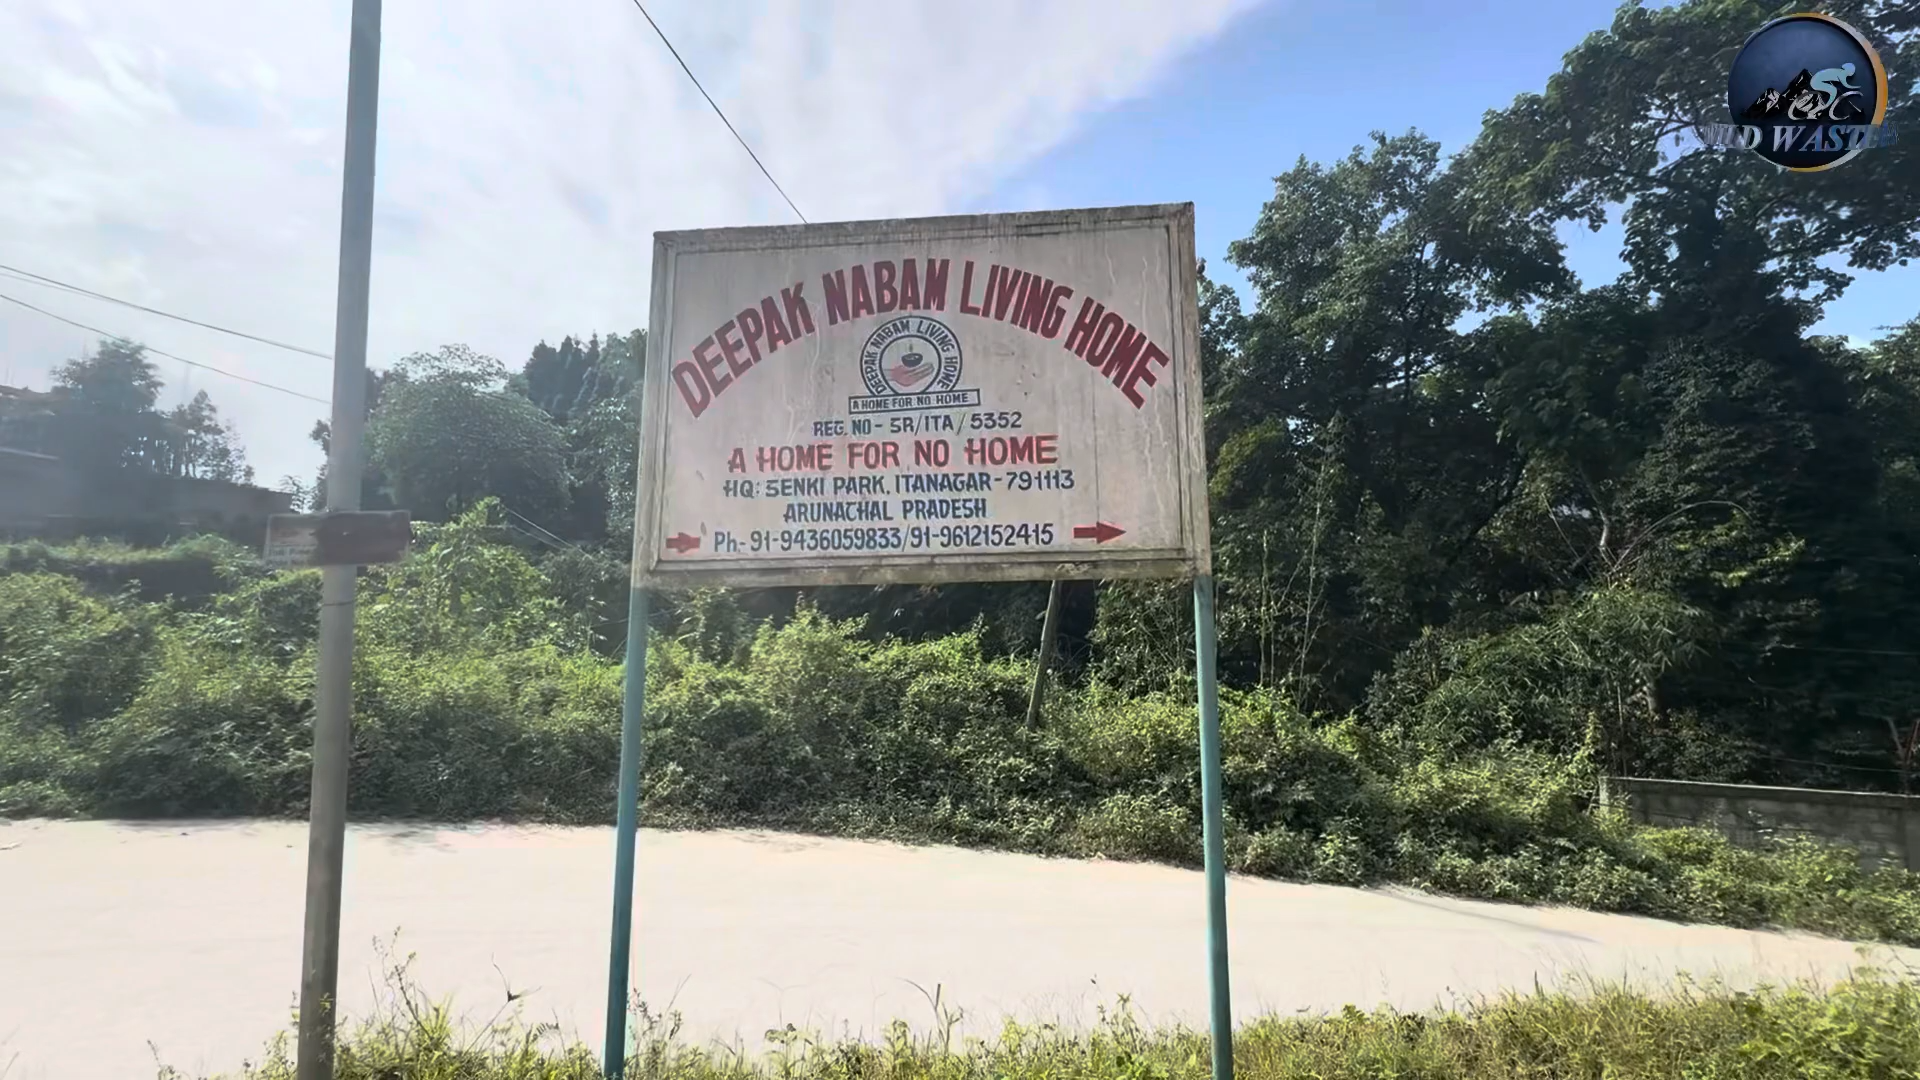 DEEPAK NABAM LIVING HOME
DEEPAK NABAM LIVING HOME
A HOME FOR NO HOME
REG. NO - SR/ITA/5352
A HOME FOR NO HOME
HQ: SENKI PARK, ITANAGAR-791113
ARUNACHAL PRADESH
Ph.- 91-9436059833/91-9612152415